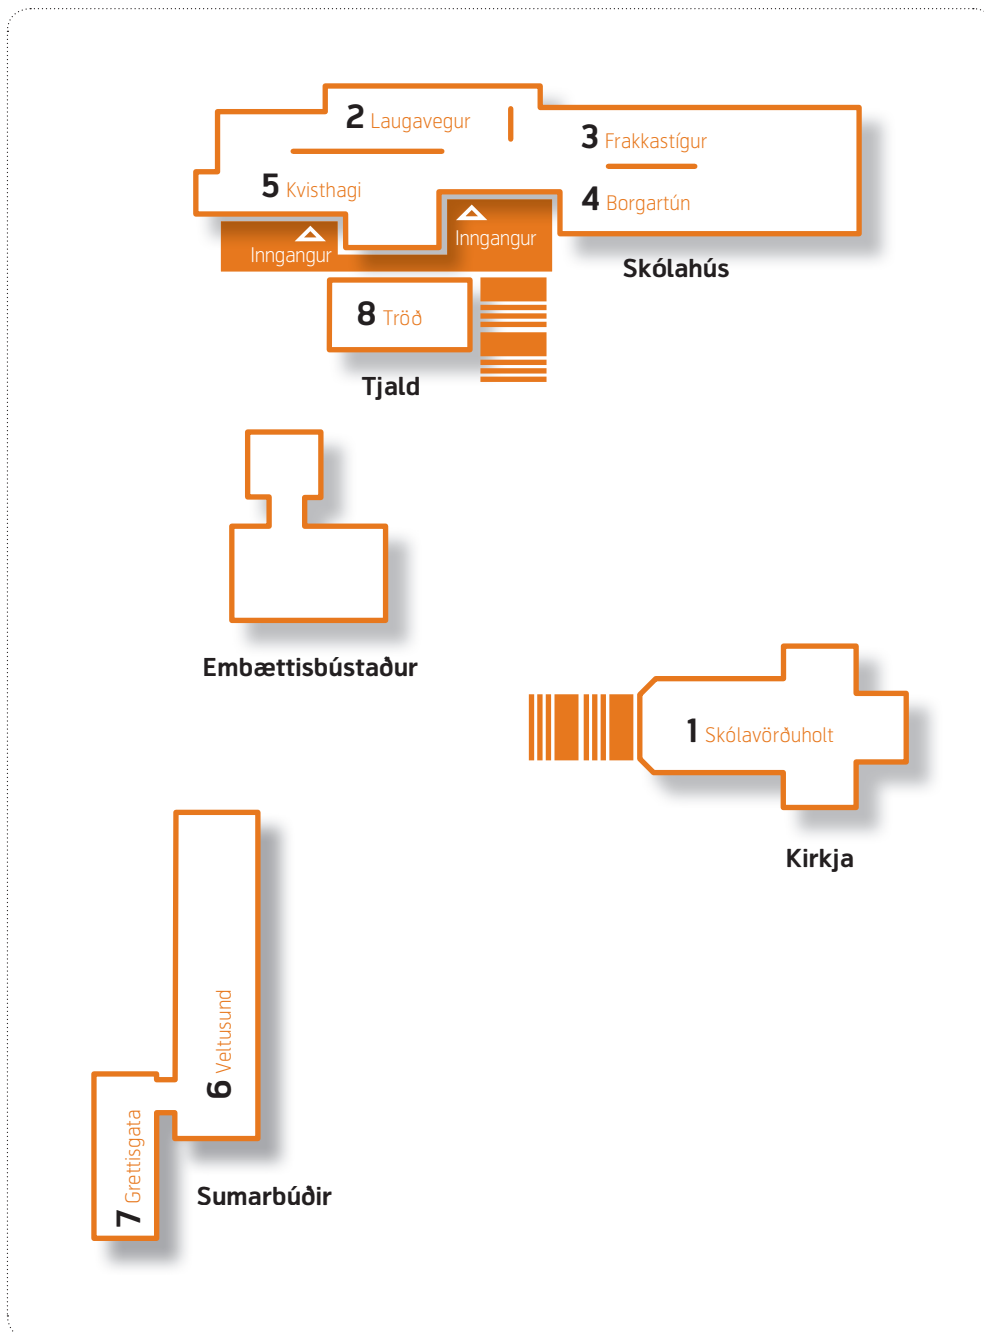 2 Laugavegur
3 Frakkastígur
5 Kvisthagi
4 Borgartún
Inngangur
Inngangur
Skólahús
8 Tröð
Tjald
Embættisbústaður
1 Skólavörðuholt
Kirkja
6 Veltusund
7 Grettisgata
Sumarbúðir